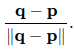 q − p
‖q − p‖.